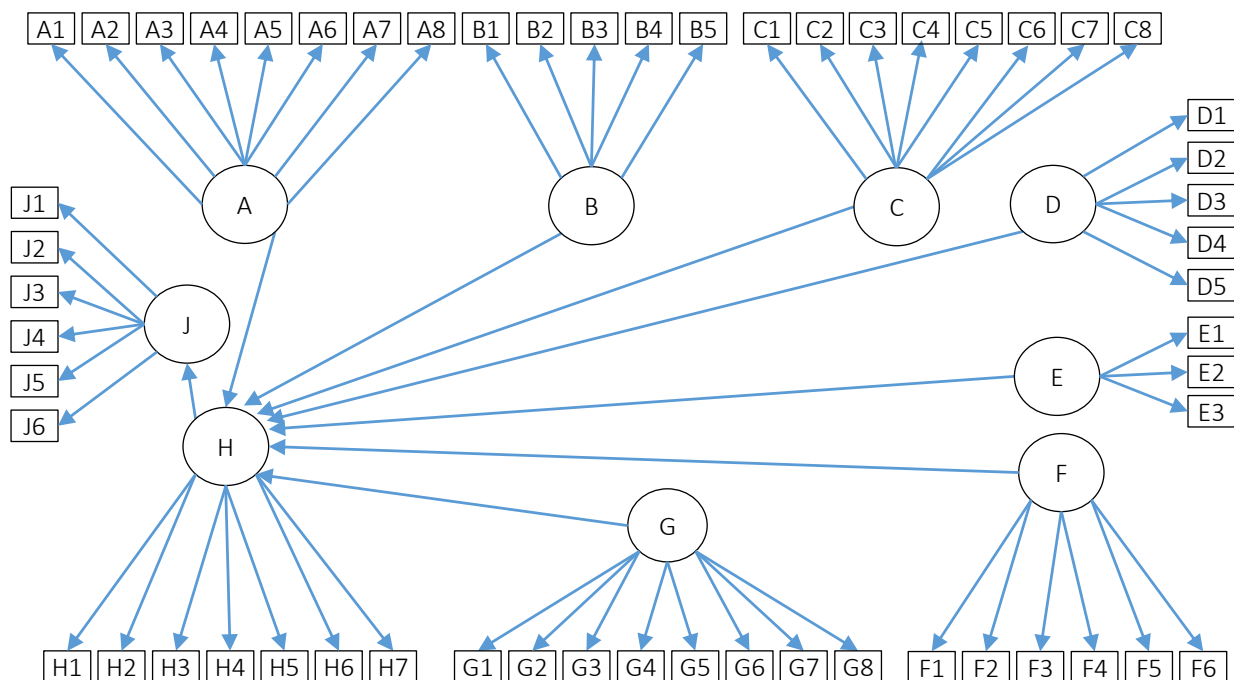 A1 A2 A3 A4 A5 A6 A7 A8 B1 B2 B3 B4 B5 C1 C2 C3 C4 C5 C6 C7 C8
D1
D2
D3
D4
D5
A
B
C
D
J1
J2
J3
J4
J5
J6
J
E1
E2
E3
E
H
F
G
H1 H2 H3 H4 H5 H6 H7 G1 G2 G3 G4 G5 G6 G7 G8 F1 F2 F3 F4 F5 F6